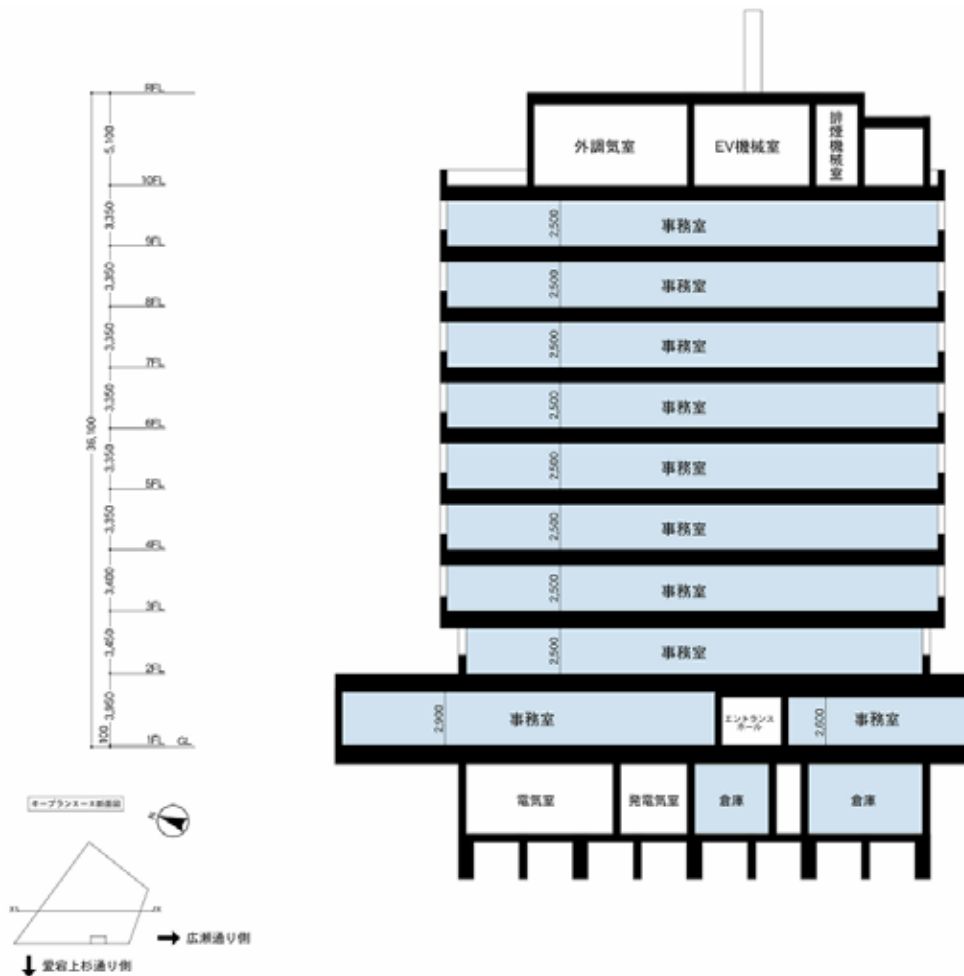 RFL
5,100
外調気室
EV機械室
排煙機械室
10FL
3,350
2,500
事務室
9FL
3,350
2,500
事務室
8FL
3,350
2,500
事務室
7FL
3,350
2,500
事務室
6FL
36,100
3,350
2,500
事務室
5FL
3,350
2,500
事務室
4FL
3,400
2,500
事務室
3FL
3,450
2,500
事務室
2FL
3,950
2,900
事務室
エントランス
ホール
2,600
事務室
100
1FL
GL
電気室
発電気室
倉庫
倉庫
広瀬通り側
愛宕上杉通り側